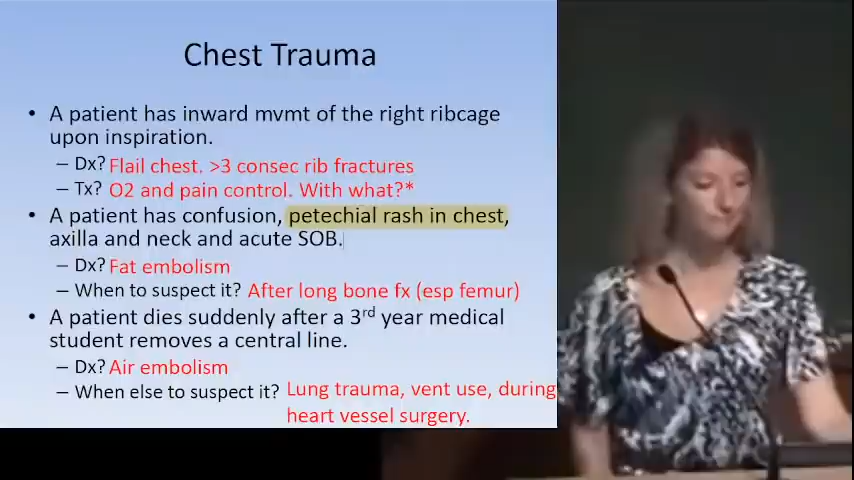 Chest Trauma
• A patient has inward mvmt of the right ribcage
upon inspiration.
– Dx? Flail chest. >3 consec rib fractures
– Tx? O2 and pain control. With what?*
• A patient has confusion, petechial rash in chest,
axilla and neck and acute SOB.
– Dx? Fat embolism
– When to suspect it? After long bone fx (esp femur)
• A patient dies suddenly after a 3rd year medical
student removes a central line.
– Dx? Air embolism
– When else to suspect it? Lung trauma, vent use, during
heart vessel surgery.